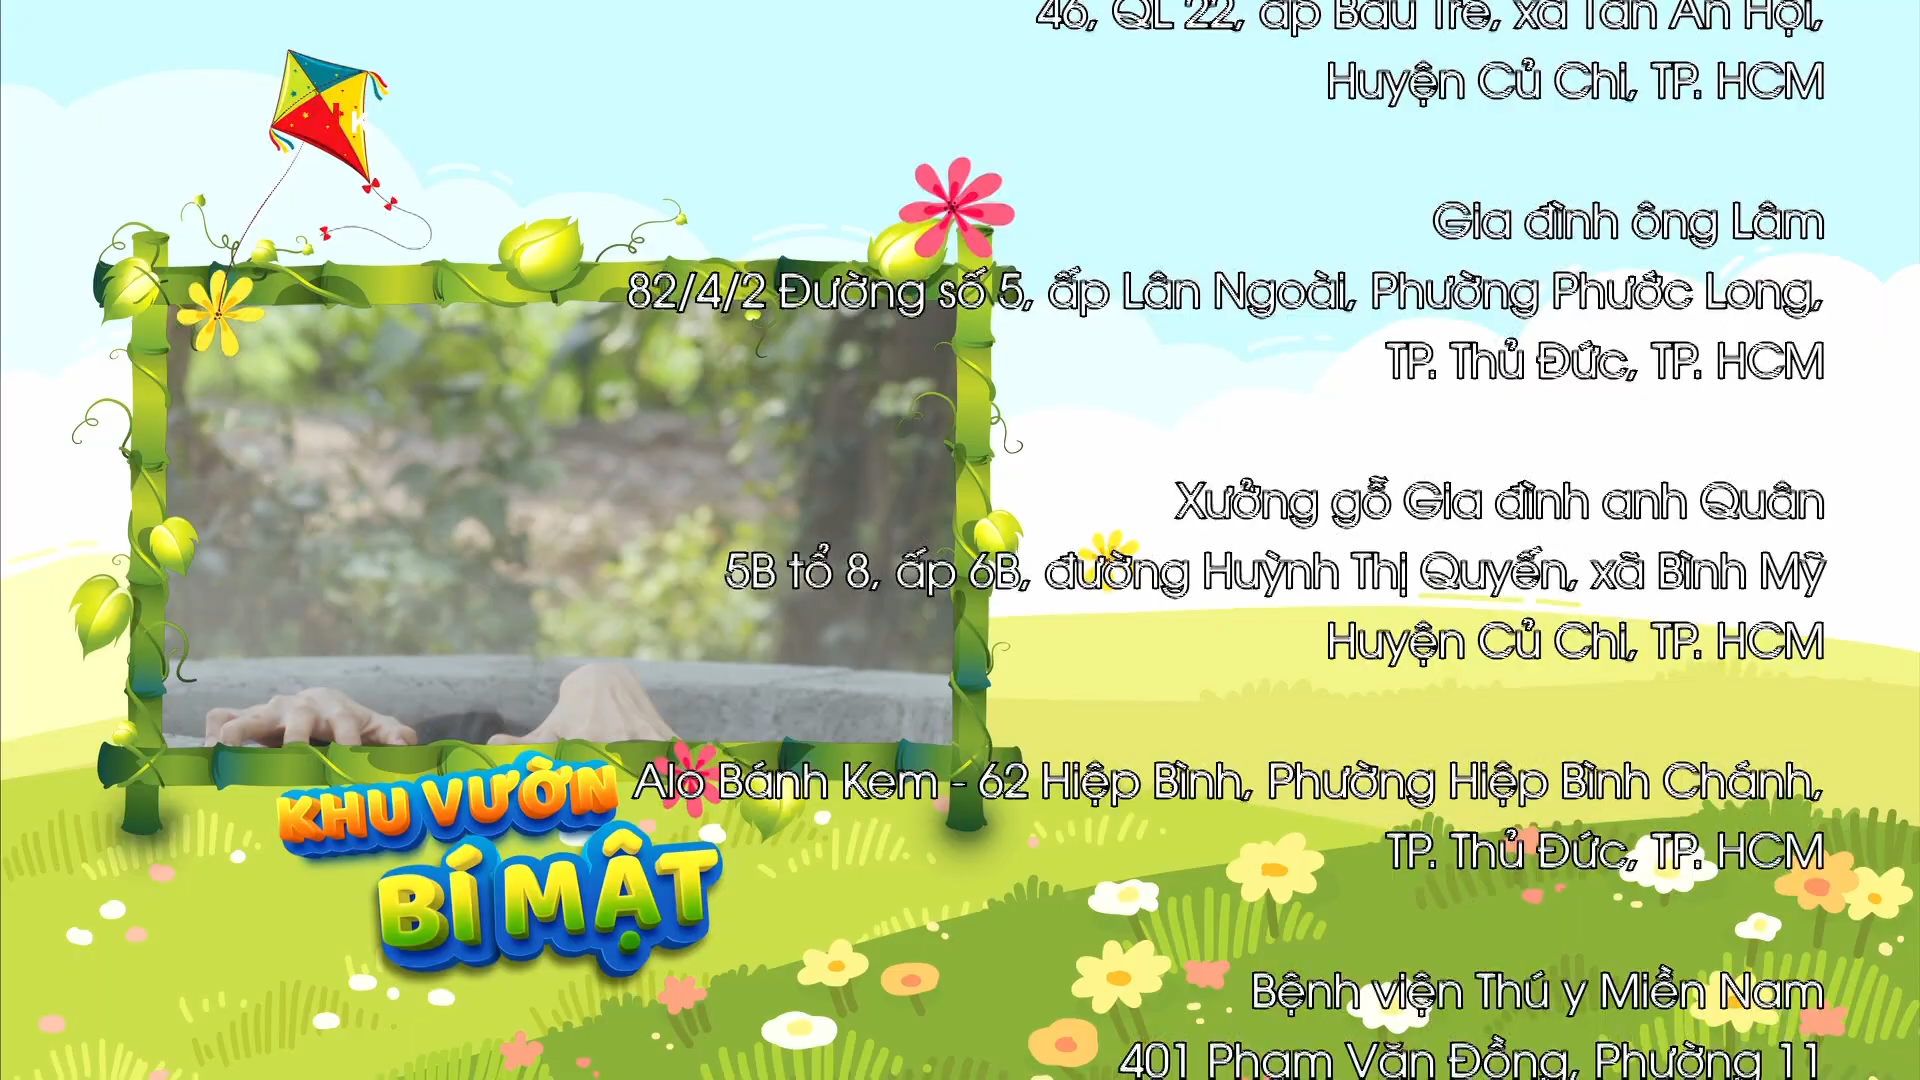 46, QL 22, ấp Bàu Tre, xã Tân An Hội,
Huyện Củ Chi, TP. HCM
Gia đình ông Lâm
82/4/2 Đường số 5, ấp Lân Ngoài, Phường Phước Long,
TP. Thủ Đức, TP. HCM
Xưởng gỗ Gia đình anh Quân
5B tổ 8, ấp 6B, đường Huỳnh Thị Quyến, xã Bình Mỹ
Huyện Củ Chi, TP. HCM
Alo Bánh Kem - 62 Hiệp Bình, Phường Hiệp Bình Chánh,
TP. Thủ Đức, TP. HCM
Bệnh viện Thú y Miền Nam
401 Phạm Văn Đồng, Phường 11
KHU VƯỜN
BÍ MẬT